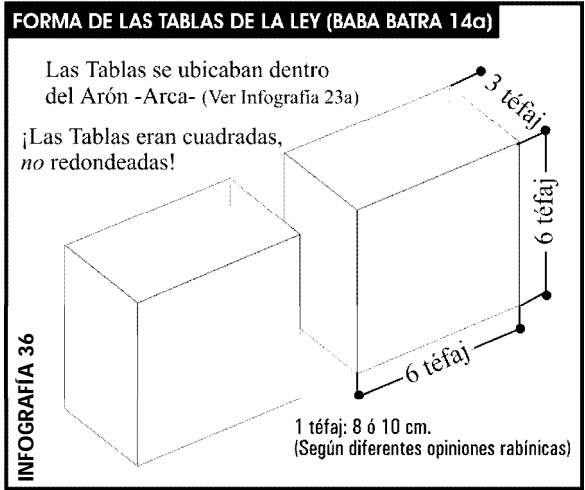 FORMA DE LAS TABLAS DE LA LEY (BABA BATRA 14a)
Las Tablas se ubicaban dentro
del Arón -Arca- (Ver Infografía 23a)
¡Las Tablas eran cuadradas,
no redondeadas!
3 téfaj
6 téfaj
6 téfaj
1 téfaj: 8 ó 10 cm.
(Según diferentes opiniones rabínicas)
INFOGRAFÍA 36